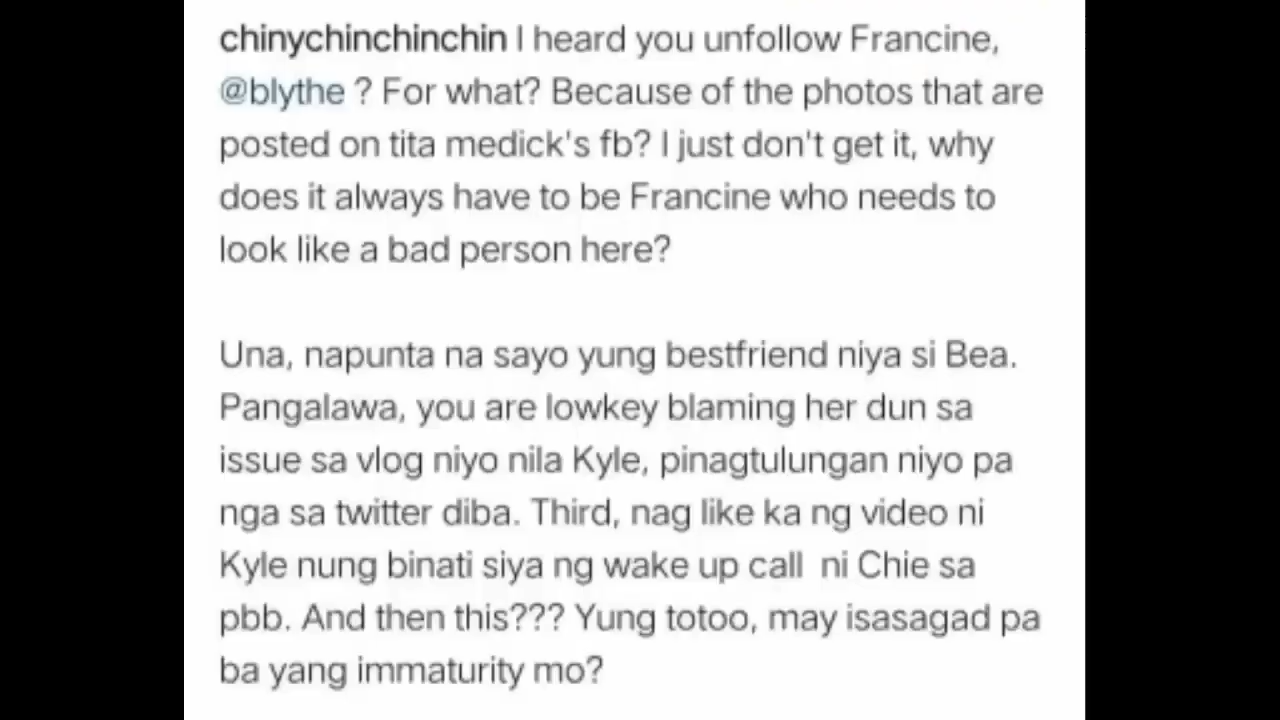 chinychinchinchin I heard you unfollow Francine,
@blythe ? For what? Because of the photos that are
posted on tita medick's fb? I just don't get it, why
does it always have to be Francine who needs to
look like a bad person here?
Una, napunta na sayo yung bestfriend niya si Bea.
Pangalawa, you are lowkey blaming her dun sa
issue sa vlog niyo nila Kyle, pinagtulungan niyo pa
nga sa twitter diba. Third, nag like ka ng video ni
Kyle nung binati siya ng wake up call  ni Chie sa
pbb. And then this??? Yung totoo, may isasagad pa
ba yang immaturity mo?